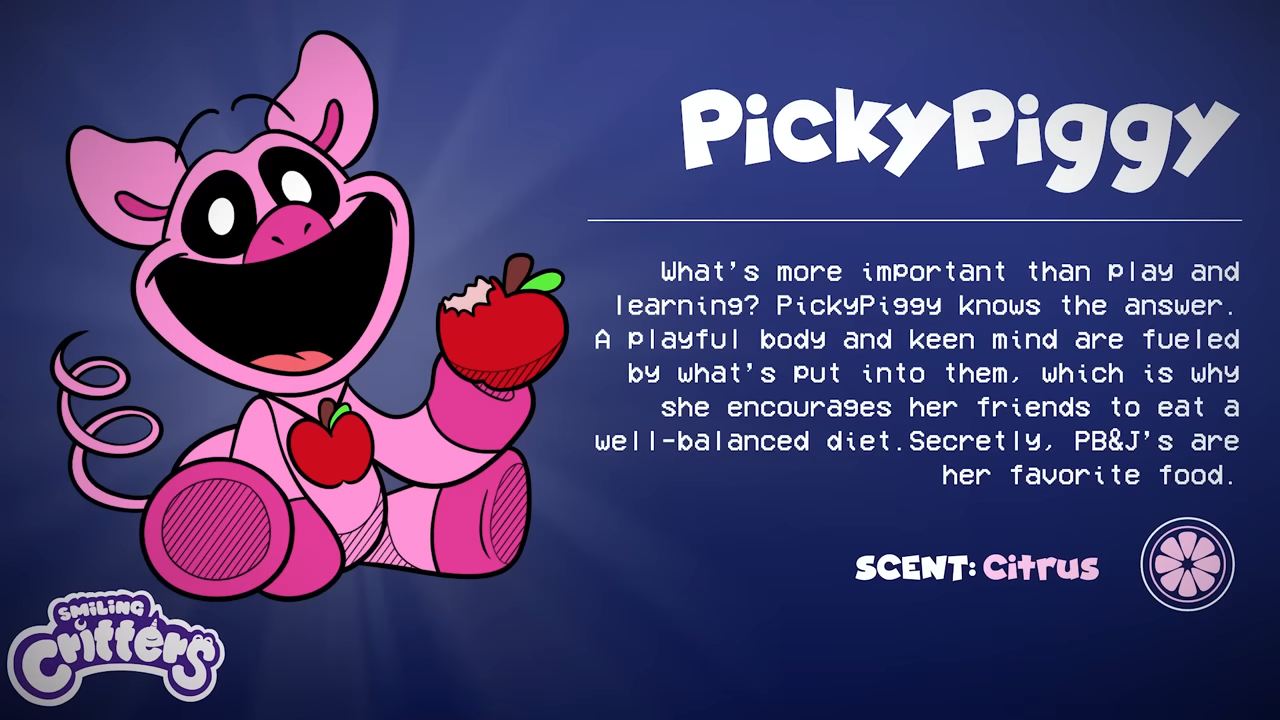 PickyPiggy
What's more important than play and
learning? PickyPiggy knows the answer.
A playful body and keen mind are fueled
by what's put into them, which is why
she encourages her friends to eat a
well-balanced diet.Secretly, PB&J's are
her favorite food.
SCENT: Citrus
SMiLiNG
Critters